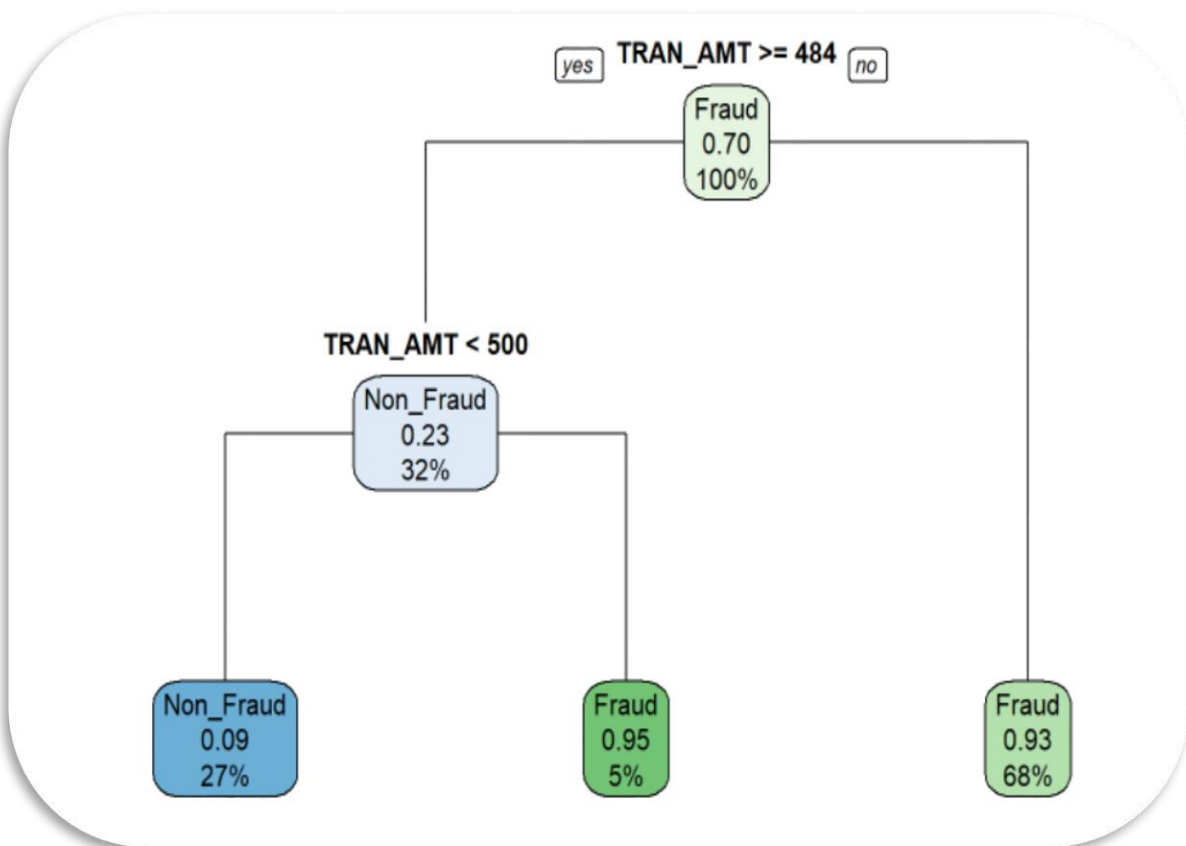 yes TRAN_AMT >= 484 no
Fraud
0.70
100%
TRAN_AMT < 500
Non_Fraud
0.23
32%
Non_Fraud
0.09
27%
Fraud
0.95
5%
Fraud
0.93
68%